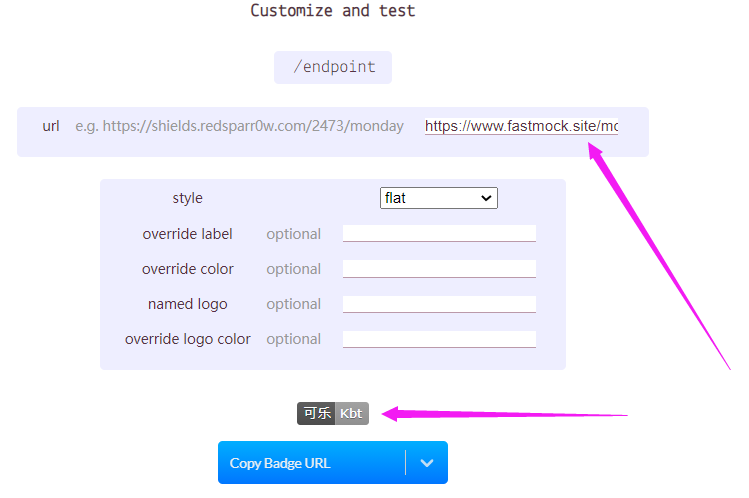 Customize and test
/endpoint
url e.g. https://shields.redsparr0w.com/2473/monday https://www.fastmock.site/mo
style flat
override label optional
override color optional
named logo optional
override logo color optional
可乐 Kbt
Copy Badge URL